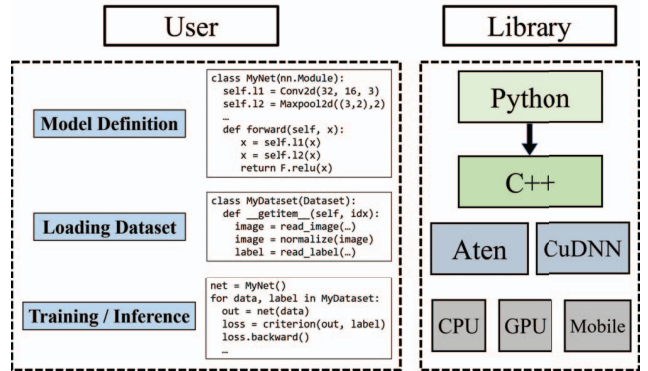 User
Library
Model Definition
class MyNet(nn.Module):
self.l1 = Conv2d(32, 16, 3)
self.l2 = Maxpool2d((3,2),2)
…
def forward(self, x):
x = self.l1(x)
x = self.l2(x)
return F.relu(x)
Loading Dataset
class MyDataset(Dataset):
def __getitem__(self, idx):
image = read_image(…)
image = normalize(image)
label = read_label(…)
Training / Inference
net = MyNet()
for data, label in MyDataset:
out = net(data)
loss = criterion(out, label)
loss.backward()
…
Python
C++
Aten
CuDNN
CPU
GPU
Mobile